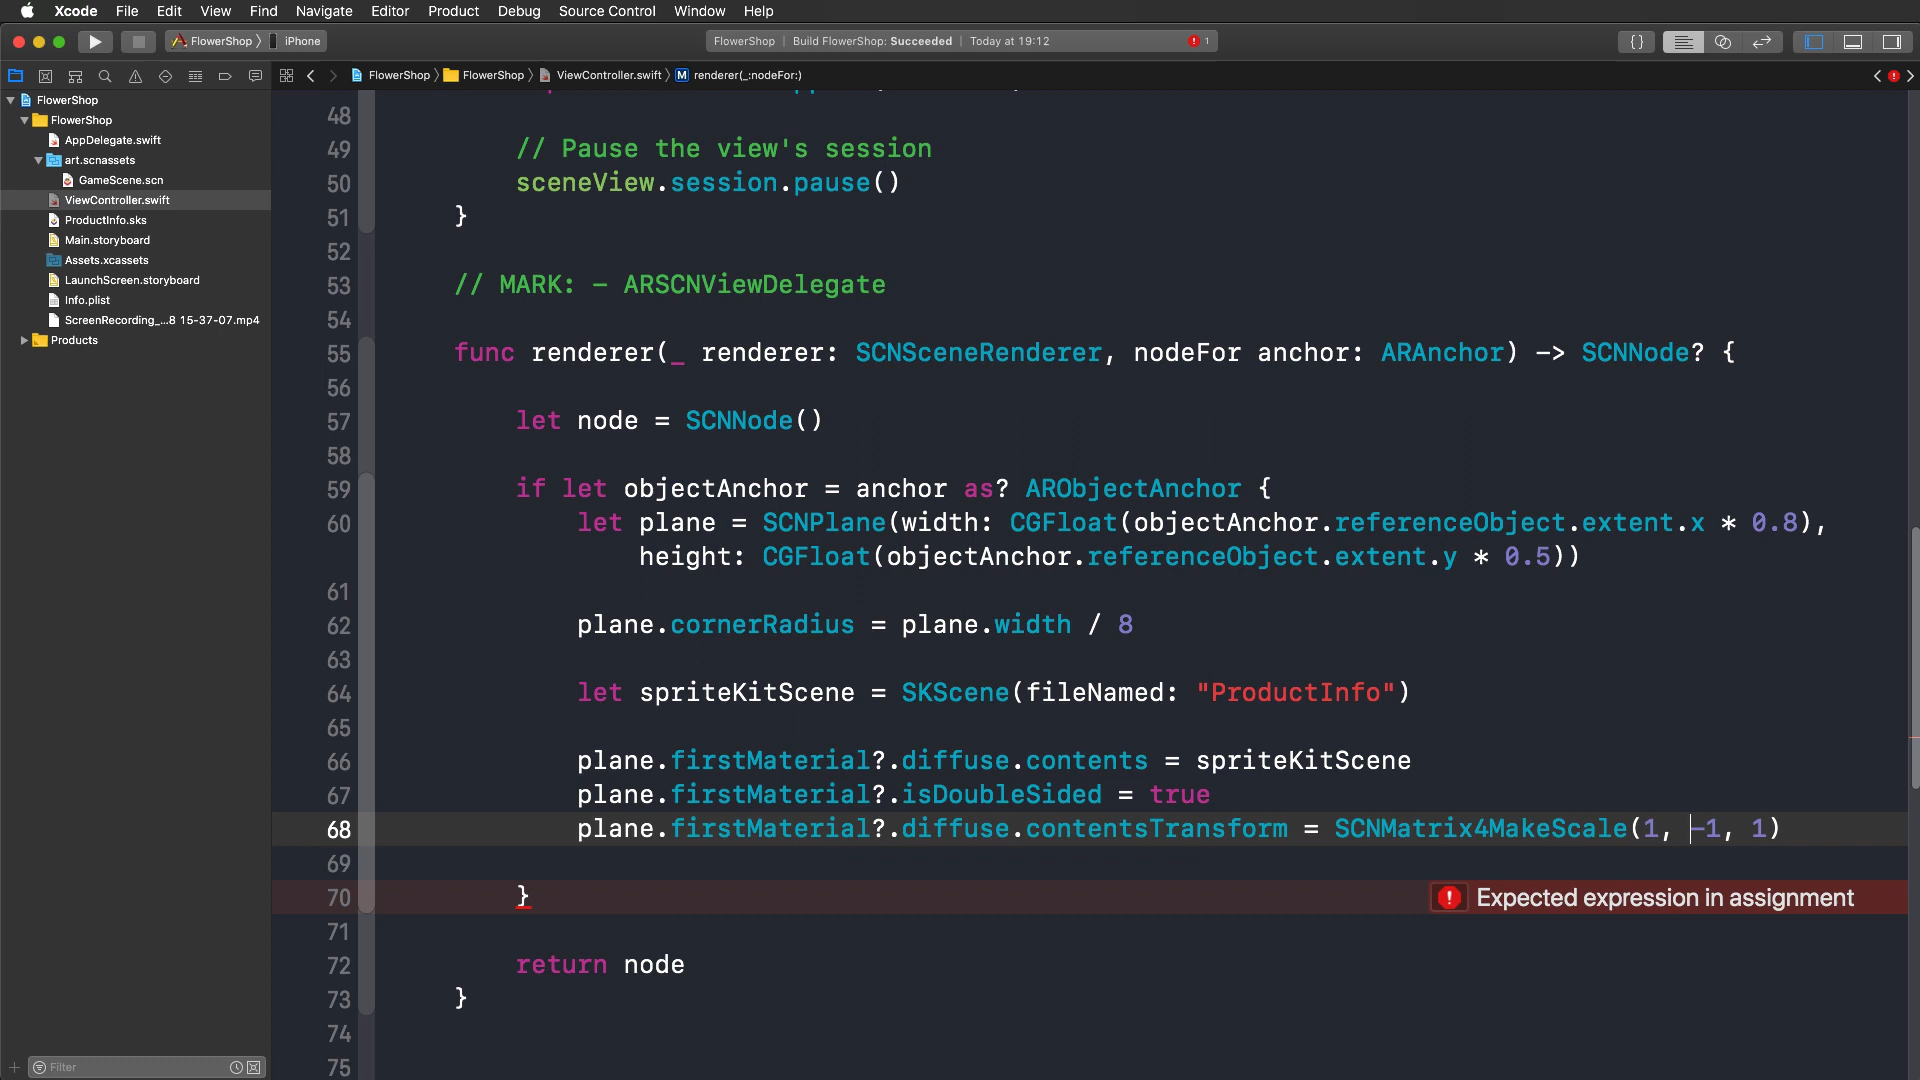 Xcode File Edit View Find Navigate Editor Product Debug Source Control Window Help
FlowerShop iPhone
FlowerShop Build FlowerShop: Succeeded Today at 19:12 1
FlowerShop FlowerShop ViewController.swift M renderer(_:nodeFor:)
FlowerShop
FlowerShop
AppDelegate.swift
art.scnassets
GameScene.scn
ViewController.swift
ProductInfo.sks
Main.storyboard
Assets.xcassets
LaunchScreen.storyboard
Info.plist
ScreenRecording_...8 15-37-07.mp4
Products
Filter
48
49 // Pause the view's session
50 sceneView.session.pause()
51 }
52
53 // MARK: - ARSCNViewDelegate
54
55 func renderer(_ renderer: SCNSceneRenderer, nodeFor anchor: ARAnchor) -> SCNNode? {
56
57 let node = SCNNode()
58
59 if let objectAnchor = anchor as? ARObjectAnchor {
60 let plane = SCNPlane(width: CGFloat(objectAnchor.referenceObject.extent.x * 0.8),
height: CGFloat(objectAnchor.referenceObject.extent.y * 0.5))
61
62 plane.cornerRadius = plane.width / 8
63
64 let spriteKitScene = SKScene(fileNamed: "ProductInfo")
65
66 plane.firstMaterial?.diffuse.contents = spriteKitScene
67 plane.firstMaterial?.isDoubleSided = true
68 plane.firstMaterial?.diffuse.contentsTransform = SCNMatrix4MakeScale(1, -1, 1)
69
70 } Expected expression in assignment
71
72 return node
73 }
74
75